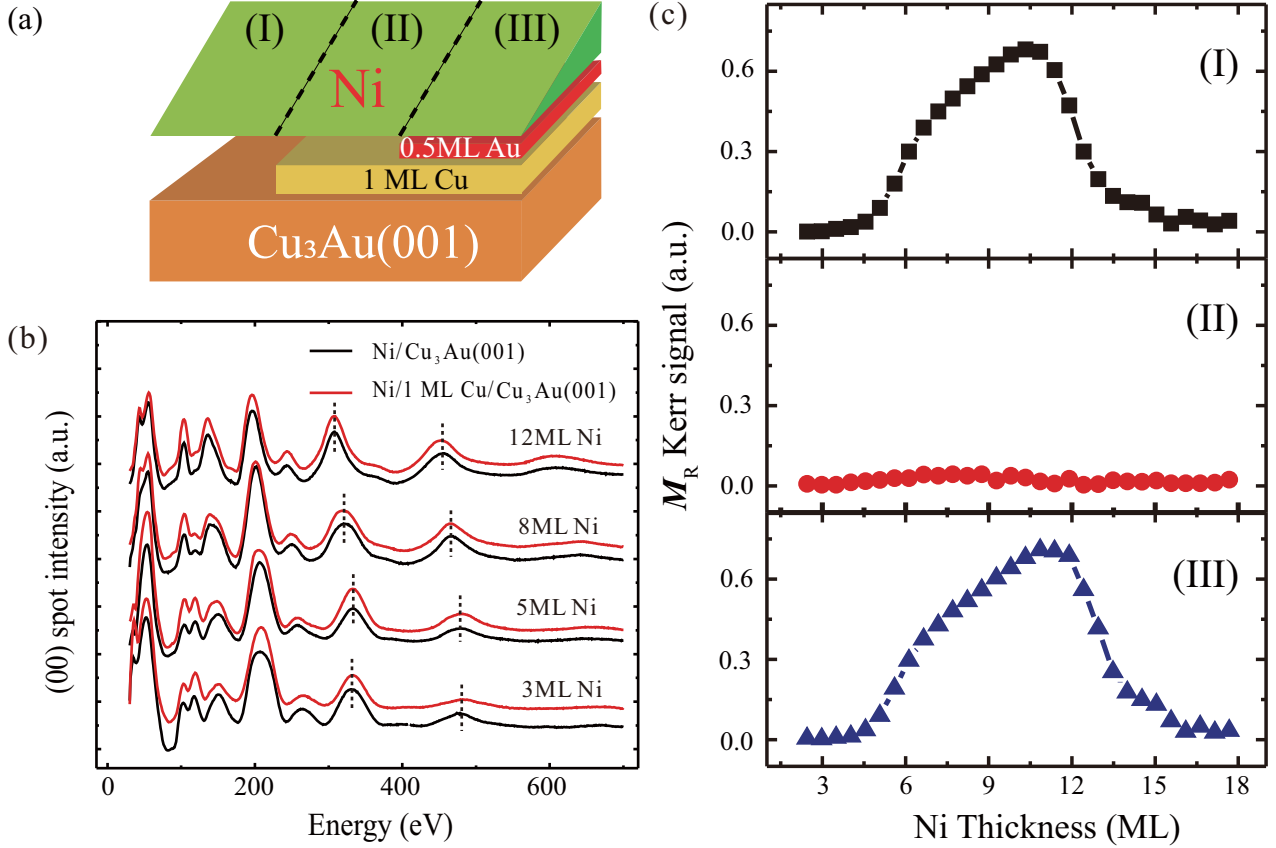 (a)
(I) (II) (III)
Ni
0.5ML Au
1 ML Cu
Cu₃Au(001)
(b)
(00) spot intensity (a.u.)
Ni/Cu₃Au(001)
Ni/1 ML Cu/Cu₃Au(001)
12ML Ni
8ML Ni
5ML Ni
3ML Ni
0 200 400 600
Energy (eV)
(c)
M_R Kerr signal (a.u.)
(I)
0.6
0.3
0.0
(II)
0.6
0.3
0.0
(III)
0.6
0.3
0.0
3 6 9 12 15 18
Ni Thickness (ML)